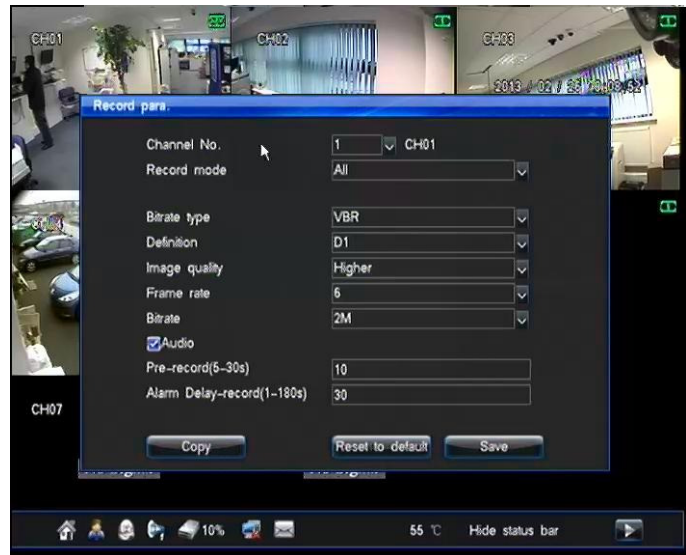 CH01
CH02
CH03
2013 / 02 / 26
Record para.
Channel No. 1 CH01
Record mode All
Bitrate type VBR
Definition D1
Image quality Higher
Frame rate 6
Bitrate 2M
Audio
Pre-record(5-30s) 10
Alarm Delay-record(1-180s) 30
Copy Reset to default Save
CH07
10% 55 ℃ Hide status bar